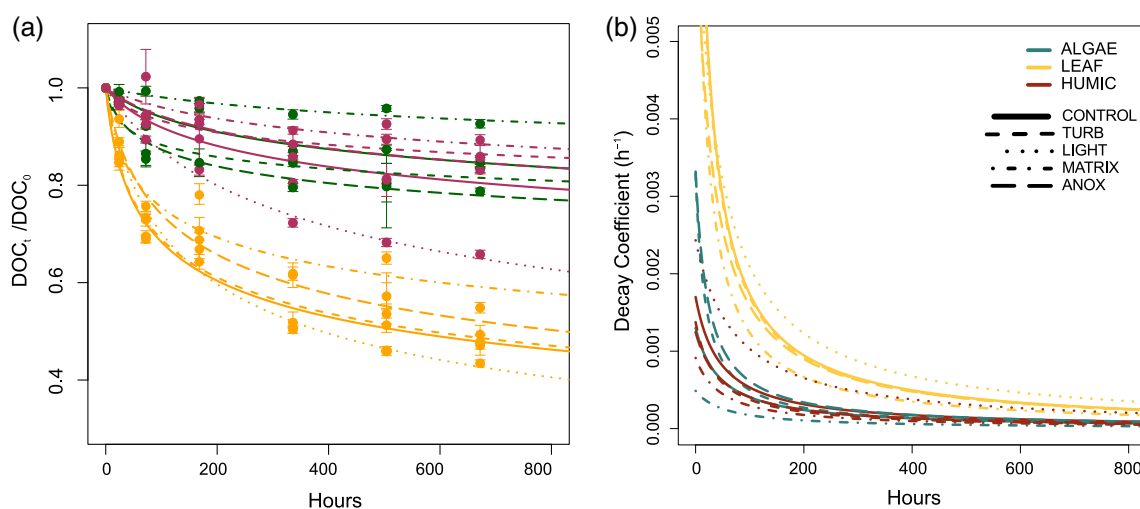 (a)
DOCt /DOC0
1.0
0.8
0.6
0.4
0
200
400
600
800
Hours
(b)
Decay Coefficient (h⁻¹)
0.005
0.004
0.003
0.002
0.001
0.000
0
200
400
600
800
Hours
ALGAE
LEAF
HUMIC
CONTROL
TURB
LIGHT
MATRIX
ANOX